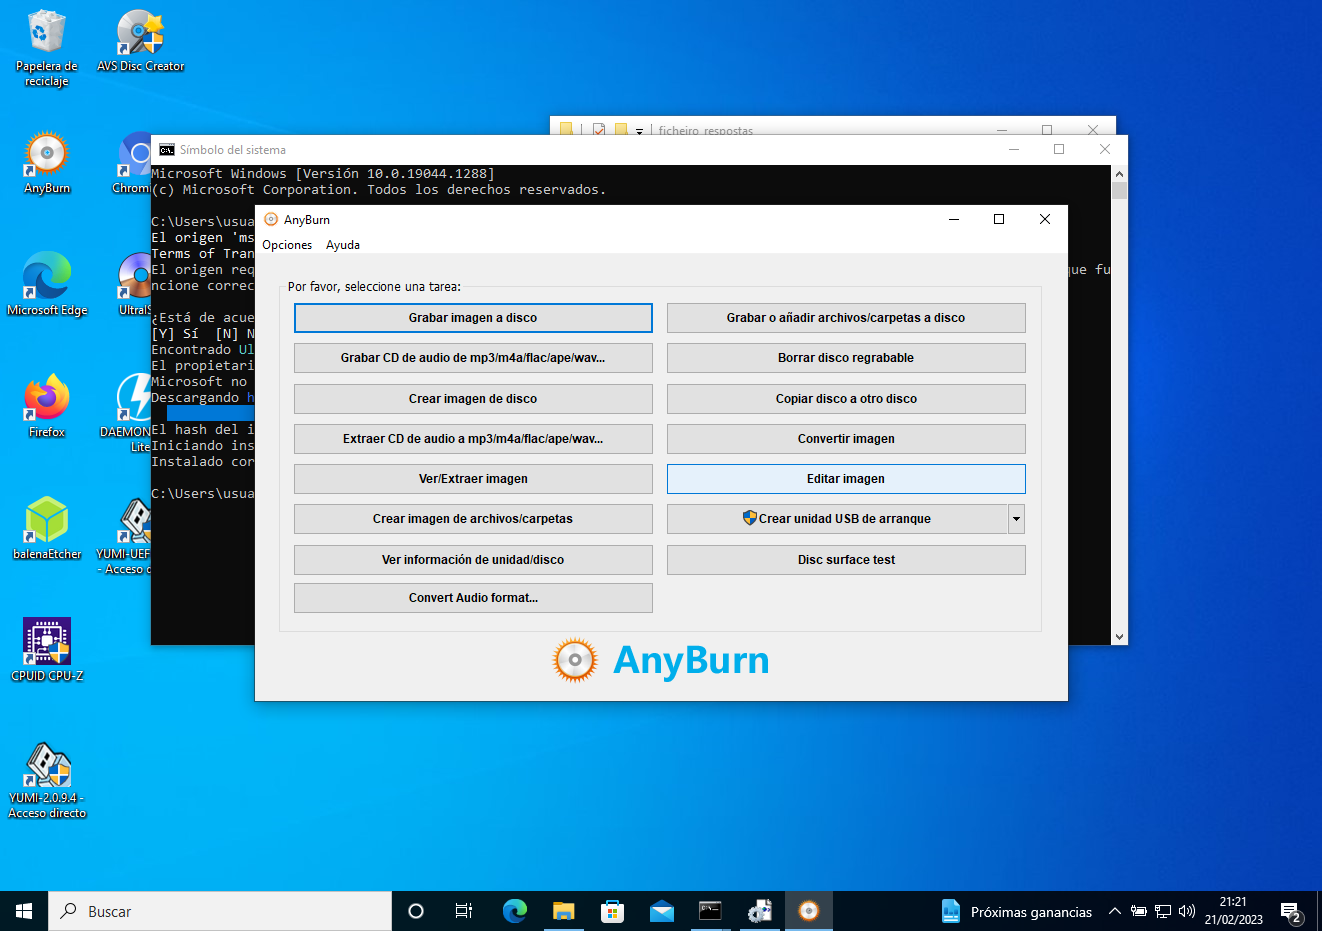 Papelera de
reciclaje
AVS Disc Creator
AnyBurn
Microsoft Edge
Firefox
balenaEtcher
YUMI-UEF
- Acceso d
CPUID CPU-Z
YUMI-2.0.9.4 -
Acceso directo
Chromi
DAEMON
Lite
ficheiro_respostas
Símbolo del sistema
Microsoft Windows [Versión 10.0.19044.1288]
(c) Microsoft Corporation. Todos los derechos reservados.
C:\Users\usua
El origen 'ms
Terms of Tran
El origen req
que fu
ncione correc
¿Está de acue
[Y] Sí [N] N
Encontrado Ul
El propietari
Microsoft no
Descargando h
El hash del i
Iniciando ins
Instalado cor
C:\Users\usua
AnyBurn
Opciones Ayuda
Por favor, seleccione una tarea:
Grabar imagen a disco
Grabar o añadir archivos/carpetas a disco
Grabar CD de audio de mp3/m4a/flac/ape/wav...
Borrar disco regrabable
Crear imagen de disco
Copiar disco a otro disco
Extraer CD de audio a mp3/m4a/flac/ape/wav...
Convertir imagen
Ver/Extraer imagen
Editar imagen
Crear imagen de archivos/carpetas
Crear unidad USB de arranque
Ver información de unidad/disco
Disc surface test
Convert Audio format...
AnyBurn
Buscar
Próximas ganancias
21:21
21/02/2023
2